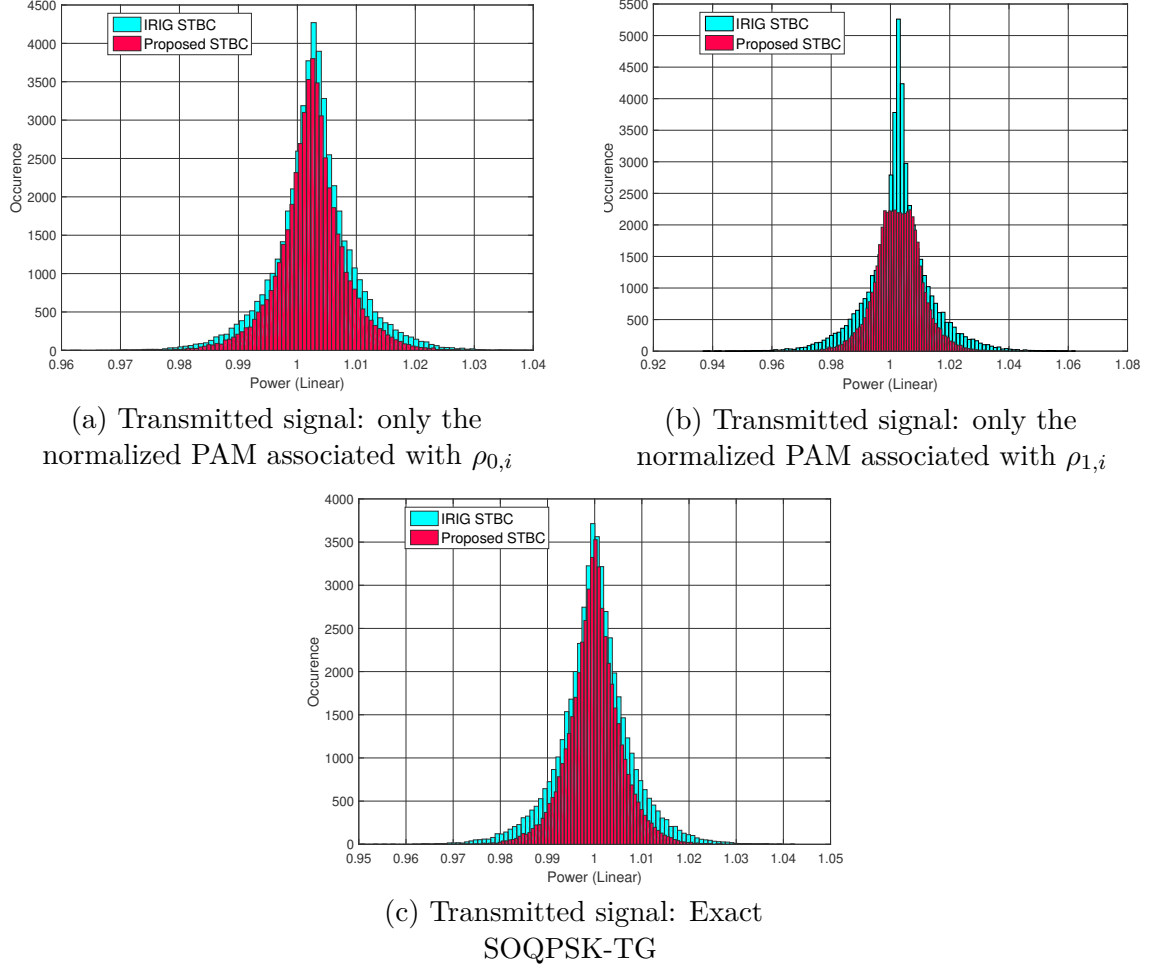 IRIG STBC
Proposed STBC
4500
4000
3500
3000
2500
2000
1500
1000
500
0
Occurence
0.96 0.97 0.98 0.99 1 1.01 1.02 1.03 1.04
Power (Linear)
(a) Transmitted signal: only the
normalized PAM associated with ρ0,i
IRIG STBC
Proposed STBC
5500
5000
4500
4000
3500
3000
2500
2000
1500
1000
500
0
Occurence
0.92 0.94 0.96 0.98 1 1.02 1.04 1.06 1.08
Power (Linear)
(b) Transmitted signal: only the
normalized PAM associated with ρ1,i
IRIG STBC
Proposed STBC
4000
3500
3000
2500
2000
1500
1000
500
0
Occurence
0.95 0.96 0.97 0.98 0.99 1 1.01 1.02 1.03 1.04 1.05
Power (Linear)
(c) Transmitted signal: Exact
SOQPSK-TG